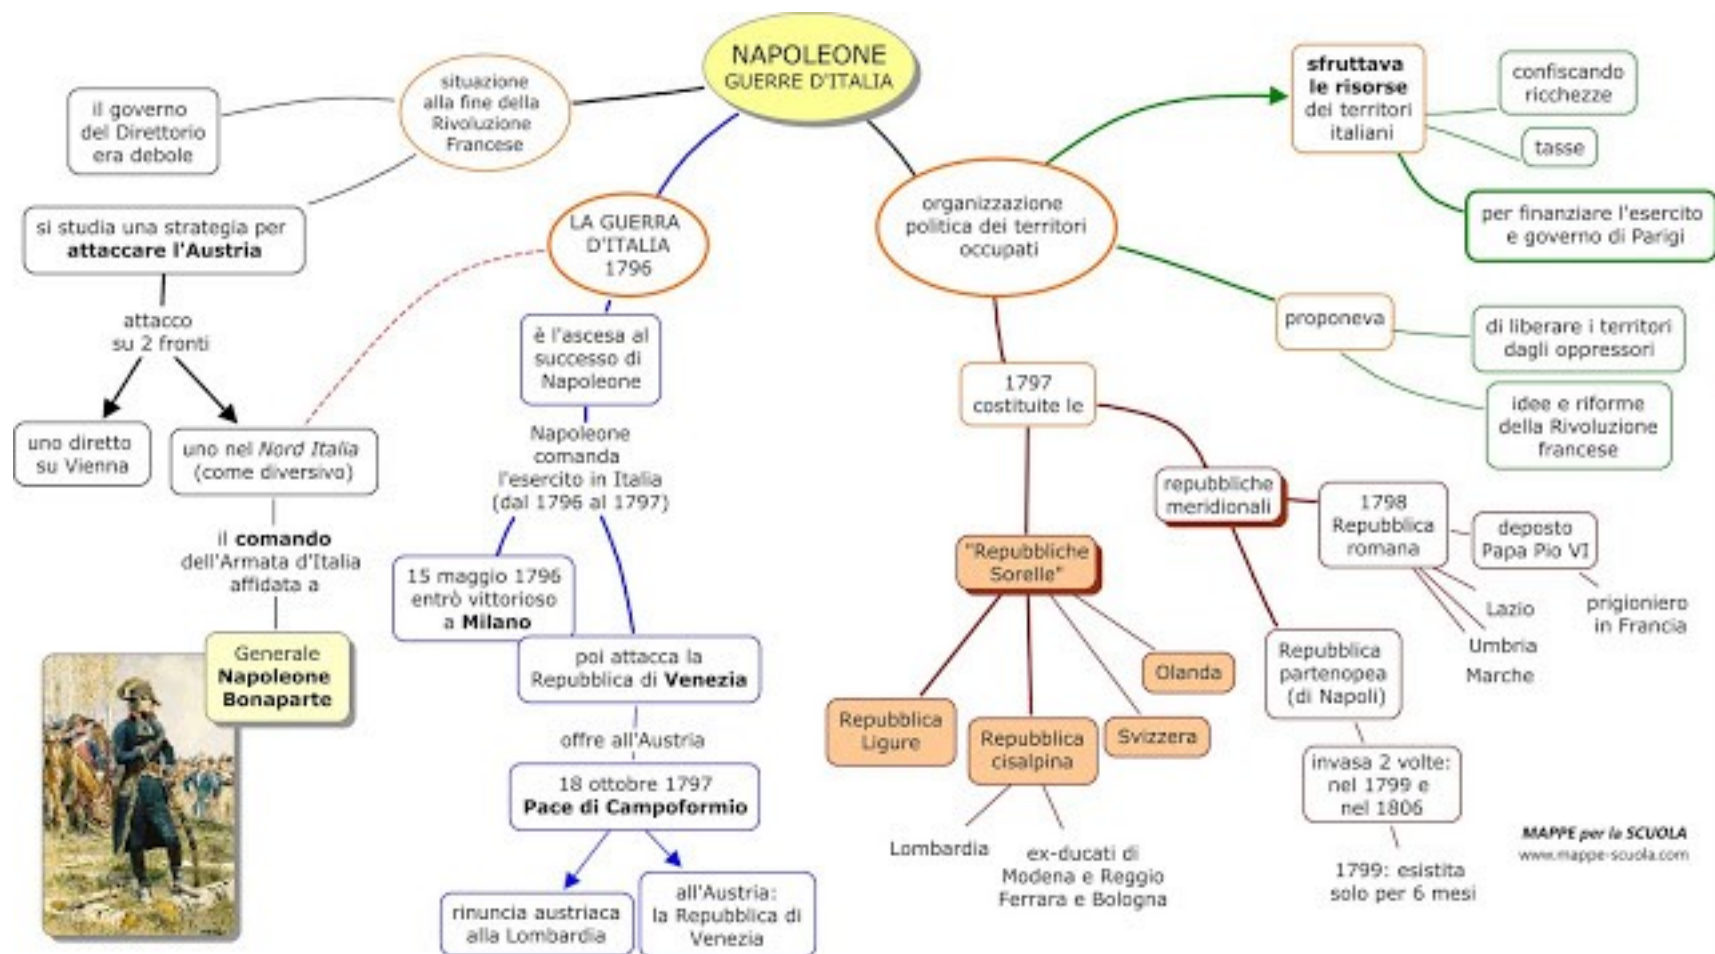 NAPOLEONE
GUERRE D'ITALIA
situazione
alla fine della
Rivoluzione
Francese
il governo
del Direttorio
era debole
si studia una strategia per
attaccare l'Austria
attacco
su 2 fronti
uno diretto
su Vienna
uno nel Nord Italia
(come diversivo)
il comando
dell'Armata d'Italia
affidata a
Generale
Napoleone
Bonaparte
LA GUERRA
D'ITALIA
1796
è l'ascesa al
successo di
Napoleone
Napoleone
comanda
l'esercito in Italia
(dal 1796 al 1797)
15 maggio 1796
entrò vittorioso
a Milano
poi attacca la
Repubblica di Venezia
offre all'Austria
18 ottobre 1797
Pace di Campoformio
rinuncia austriaca
alla Lombardia
all'Austria:
la Repubblica di
Venezia
organizzazione
politica dei territori
occupati
sfruttava
le risorse
dei territori
italiani
confiscando
ricchezze
tasse
per finanziare l'esercito
e governo di Parigi
proponeva
di liberare i territori
dagli oppressori
idee e riforme
della Rivoluzione
francese
1797
costituite le
"Repubbliche
Sorelle"
Repubblica
Ligure
Repubblica
cisalpina
Svizzera
Olanda
Lombardia
ex-ducati di
Modena e Reggio
Ferrara e Bologna
repubbliche
meridionali
1798
Repubblica
romana
deposto
Papa Pio VI
prigioniero
in Francia
Lazio
Umbria
Marche
Repubblica
partenopea
(di Napoli)
invasa 2 volte:
nel 1799 e
nel 1806
1799: esistita
solo per 6 mesi
MAPPE per la SCUOLA
www.mappe-scuola.com